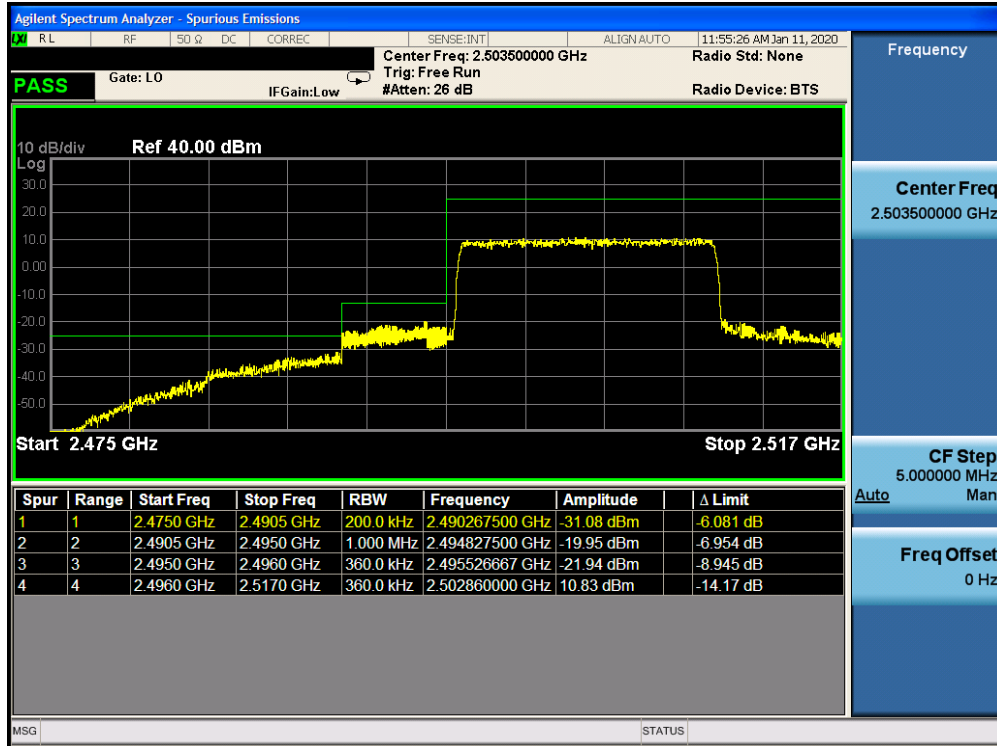 Agilent Spectrum Analyzer - Spurious Emissions
LXI RL RF 50 Ω DC CORREC SENSE:INT ALIGN AUTO 11:55:26 AM Jan 11, 2020
Center Freq: 2.503500000 GHz Radio Std: None
PASS Gate: LO Trig: Free Run
IFGain:Low #Atten: 26 dB Radio Device: BTS
Frequency
10 dB/div Ref 40.00 dBm
Log
30.0
20.0
10.0
0.00
-10.0
-20.0
-30.0
-40.0
-50.0
Start 2.475 GHz Stop 2.517 GHz
Spur Range Start Freq Stop Freq RBW Frequency Amplitude Δ Limit
1 1 2.4750 GHz 2.4905 GHz 200.0 kHz 2.490267500 GHz -31.08 dBm -6.081 dB
2 2 2.4905 GHz 2.4950 GHz 1.000 MHz 2.494827500 GHz -19.95 dBm -6.954 dB
3 3 2.4950 GHz 2.4960 GHz 360.0 kHz 2.495526667 GHz -21.94 dBm -8.945 dB
4 4 2.4960 GHz 2.5170 GHz 360.0 kHz 2.502860000 GHz 10.83 dBm -14.17 dB
Center Freq
2.503500000 GHz
CF Step
5.000000 MHz
Auto Man
Freq Offset
0 Hz
MSG STATUS